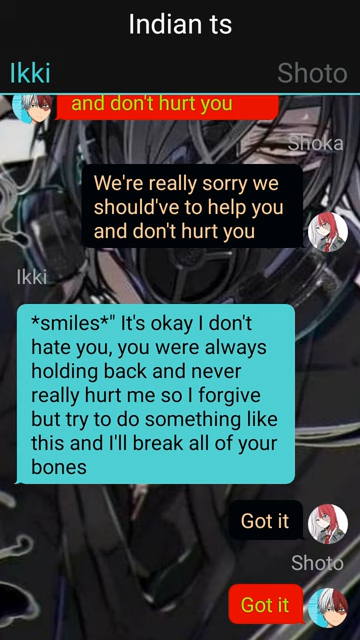 Indian ts
Ikki
Shoto
and don't hurt you
Shoka
We're really sorry we
should've to help you
and don't hurt you
Ikki
*smiles*" It's okay I don't
hate you, you were always
holding back and never
really hurt me so I forgive
but try to do something like
this and I'll break all of your
bones
Got it
Shoto
Got it